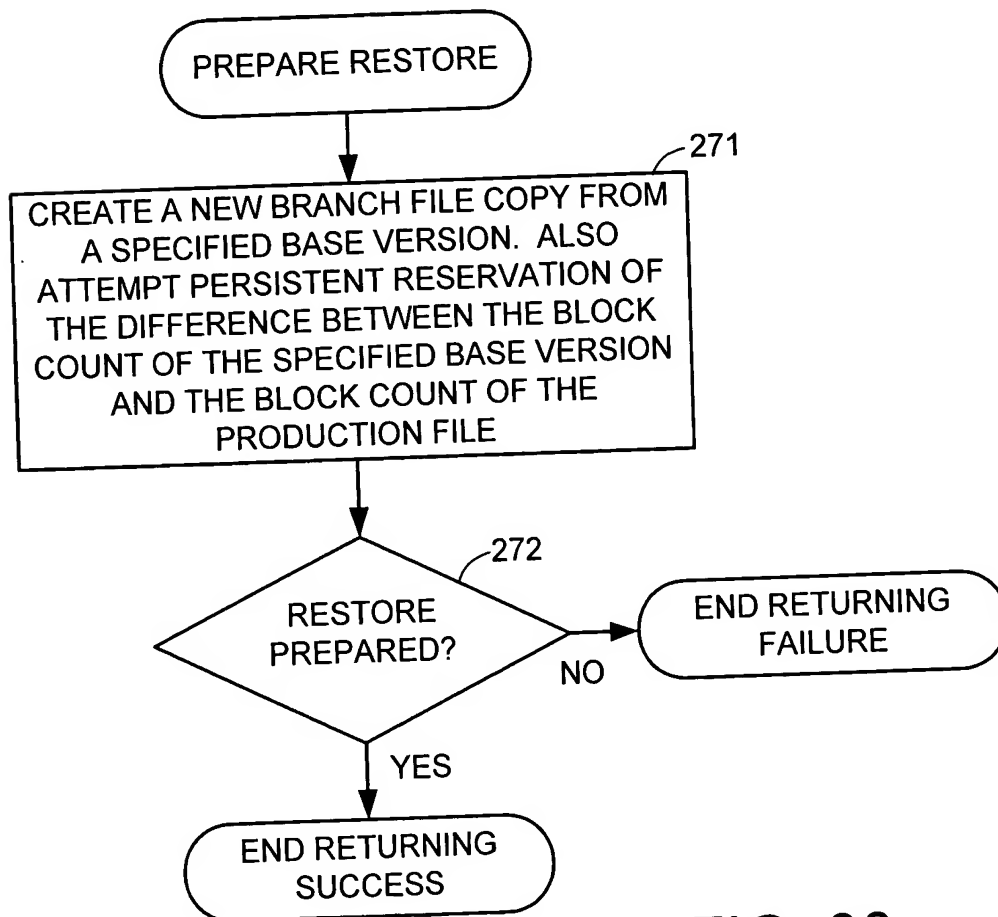 PREPARE RESTORE
271
CREATE A NEW BRANCH FILE COPY FROM
A SPECIFIED BASE VERSION. ALSO
ATTEMPT PERSISTENT RESERVATION OF
THE DIFFERENCE BETWEEN THE BLOCK
COUNT OF THE SPECIFIED BASE VERSION
AND THE BLOCK COUNT OF THE
PRODUCTION FILE
272
RESTORE
PREPARED?
NO
END RETURNING
FAILURE
YES
END RETURNING
SUCCESS